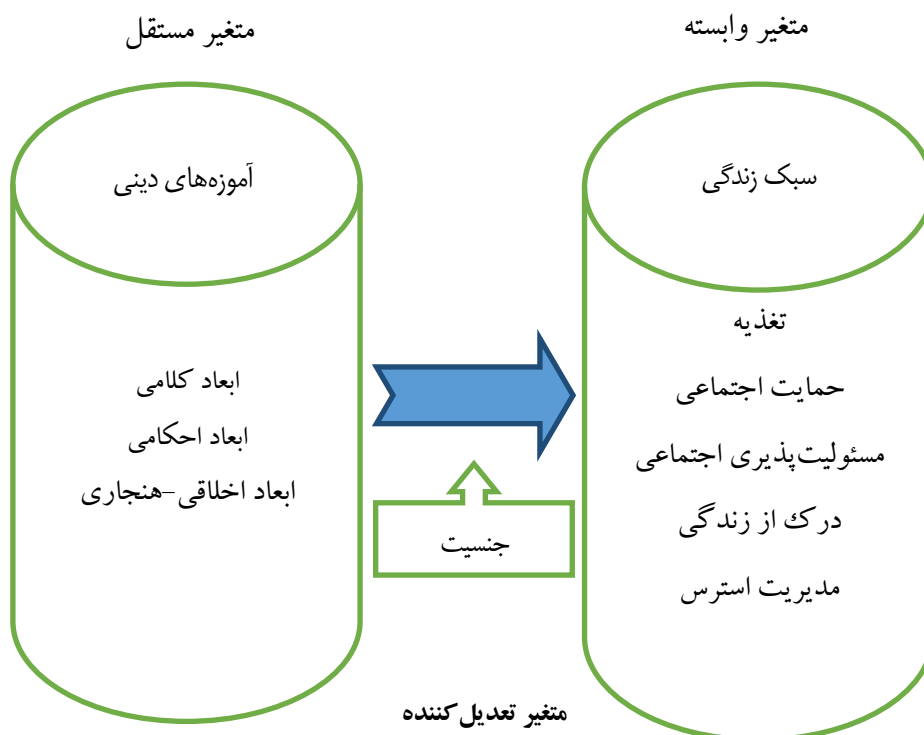 متغیر وابسته
متغیر مستقل
سبک زندگی
آموزه‌های دینی
تغذیه
حمایت اجتماعی
مسئولیت‌پذیری اجتماعی
درک از زندگی
مدیریت استرس
ابعاد کلامی
ابعاد احکامی
ابعاد اخلاقی-هنجاری
جنسیت
متغیر تعدیل‌کننده